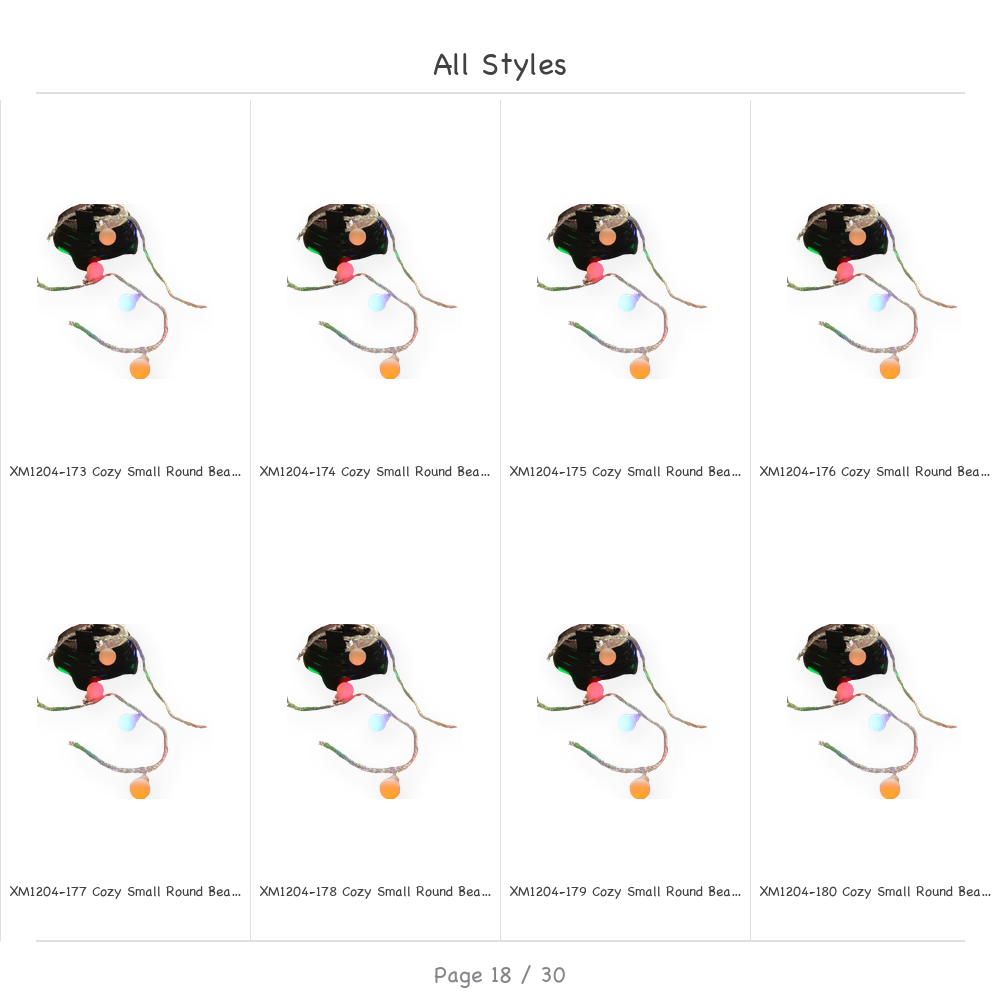 All Styles
XM1204-173 Cozy Small Round Bea...
XM1204-174 Cozy Small Round Bea...
XM1204-175 Cozy Small Round Bea...
XM1204-176 Cozy Small Round Bea...
XM1204-177 Cozy Small Round Bea...
XM1204-178 Cozy Small Round Bea...
XM1204-179 Cozy Small Round Bea...
XM1204-180 Cozy Small Round Bea...
Page 18 / 30